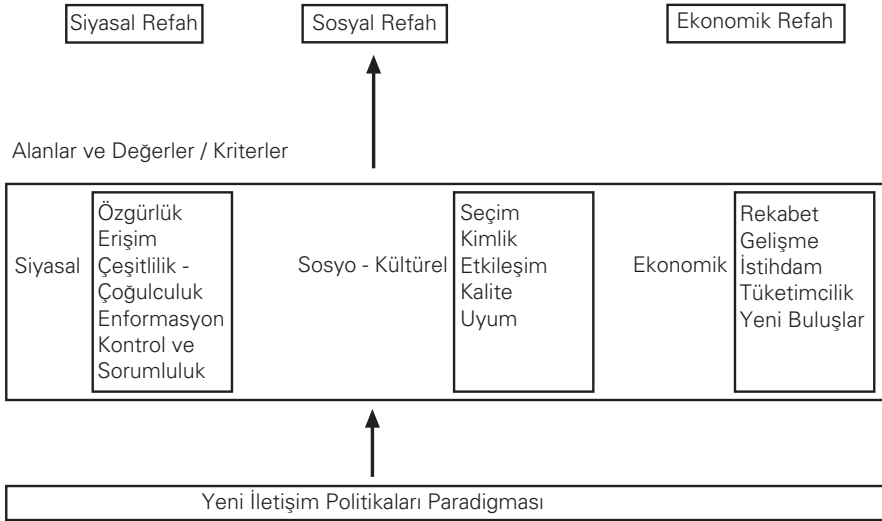 Siyasal Refah
Sosyal Refah
Ekonomik Refah
Alanlar ve Değerler / Kriterler
Siyasal
Özgürlük
Erişim
Çeşitlilik -
Çoğulculuk
Enformasyon
Kontrol ve
Sorumluluk
Sosyo - Kültürel
Seçim
Kimlik
Etkileşim
Kalite
Uyum
Ekonomik
Rekabet
Gelişme
İstihdam
Tüketimcilik
Yeni Buluşlar
Yeni İletişim Politikaları Paradigması